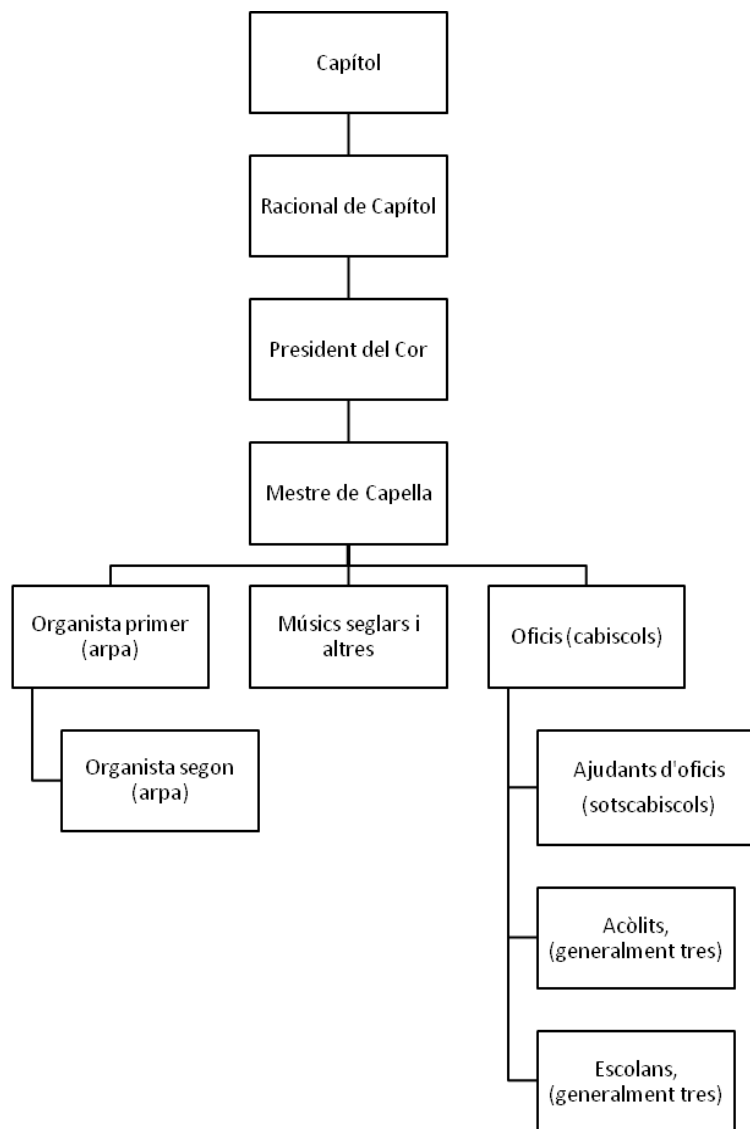 Capítol
Racional de Capítol
President del Cor
Mestre de Capella
Organista primer
(arpa)
Músics seglars i
altres
Oficis (cabiscols)
Organista segon
(arpa)
Ajudants d'oficis
(sotscabiscols)
Acòlits,
(generalment tres)
Escolans,
(generalment tres)